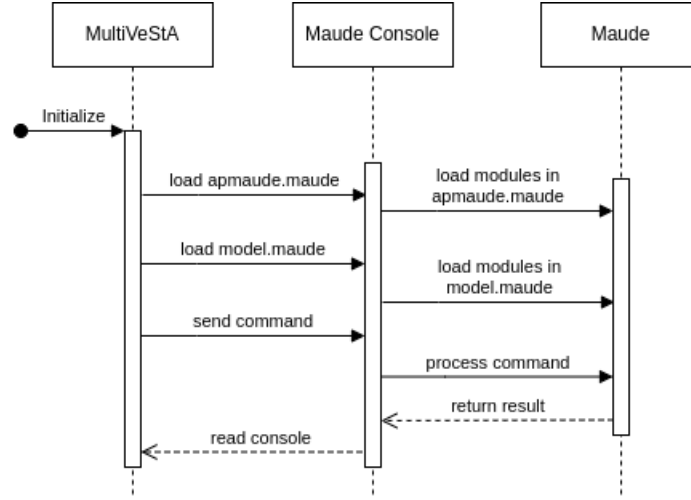 MultiVeStA
Maude Console
Maude
Initialize
load apmaude.maude
load modules in
apmaude.maude
load model.maude
load modules in
model.maude
send command
process command
return result
read console